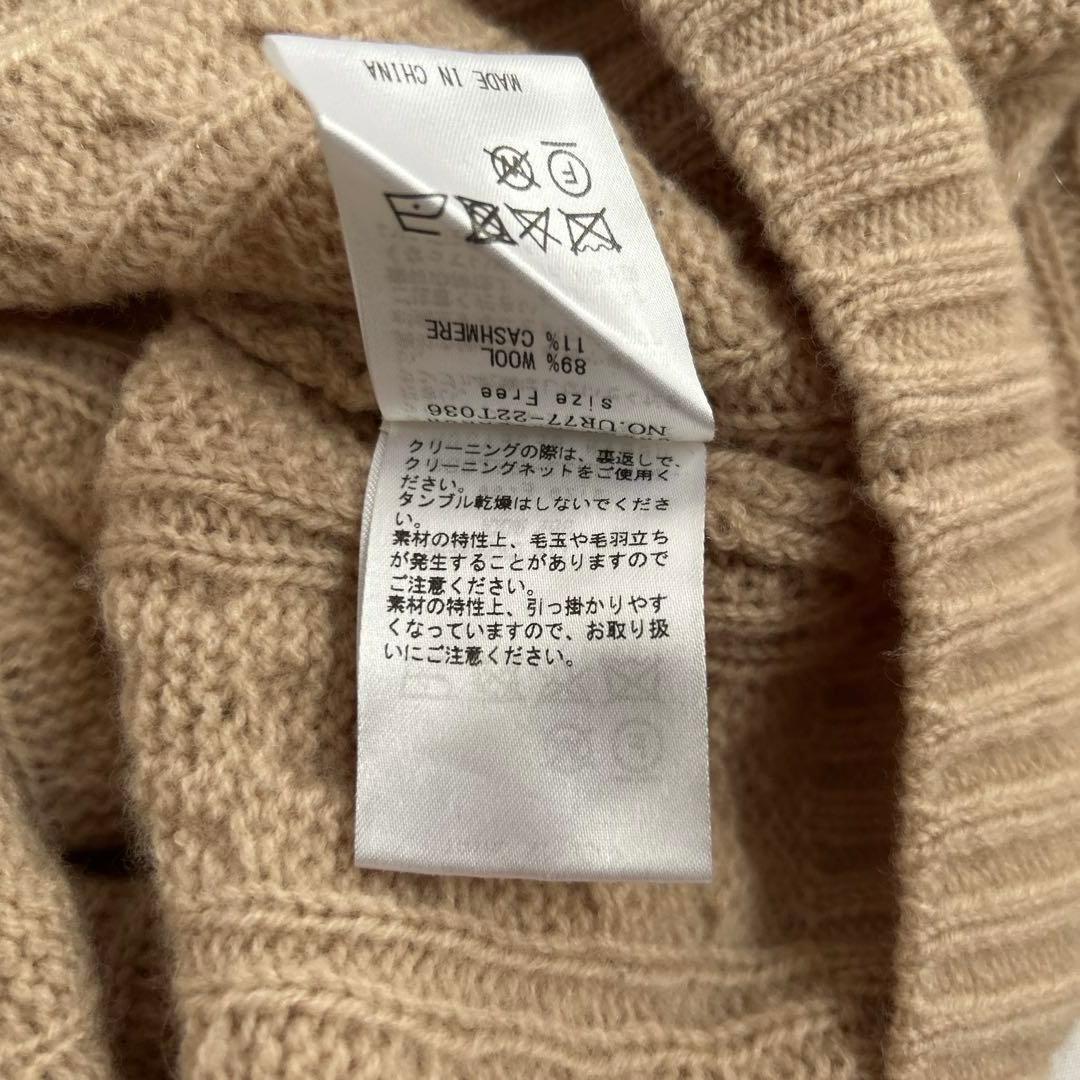 MADE IN CHINA
W F
11% CASHMERE
89% WOOL
Size Free
NO.UR77-22T036
クリーニングの際は、裏返しで、
クリーニングネットをご使用く
ださい。
タンブル乾燥はしないでくださ
い。
素材の特性上、毛玉や毛羽立ち
が発生することがありますので
ご注意ください。
素材の特性上、引っ掛かりやす
くなっていますので、お取り扱
いにご注意ください。